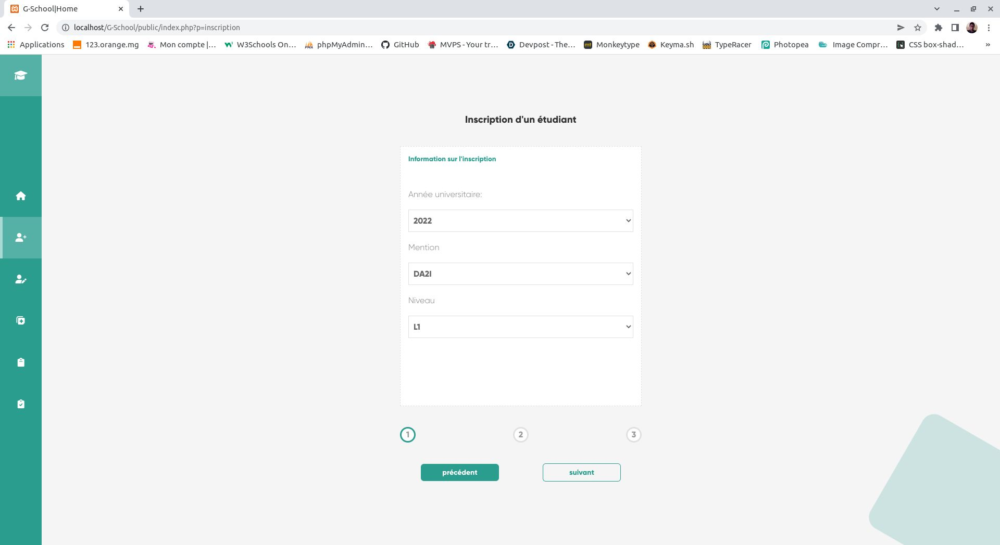 G-School|Home
localhost/G-School/public/index.php?p=inscription
Applications
123.orange.mg
Mon compte |...
W3Schools On...
phpMyAdmin...
GitHub
MVPS - Your tr...
Devpost - The...
Monkeytype
Keyma.sh
TypeRacer
Photopea
Image Compr...
CSS box-shad...
»
Inscription d'un étudiant
Information sur l'inscription
Année universitaire:
2022
Mention
DA2I
Niveau
L1
1
2
3
précédent
suivant